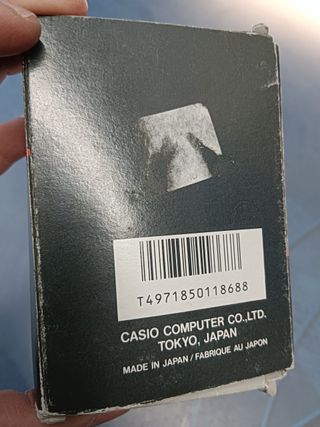 T4971850118688
CASIO COMPUTER CO.,LTD.
TOKYO, JAPAN
MADE IN JAPAN / FABRIQUE AU JAPON